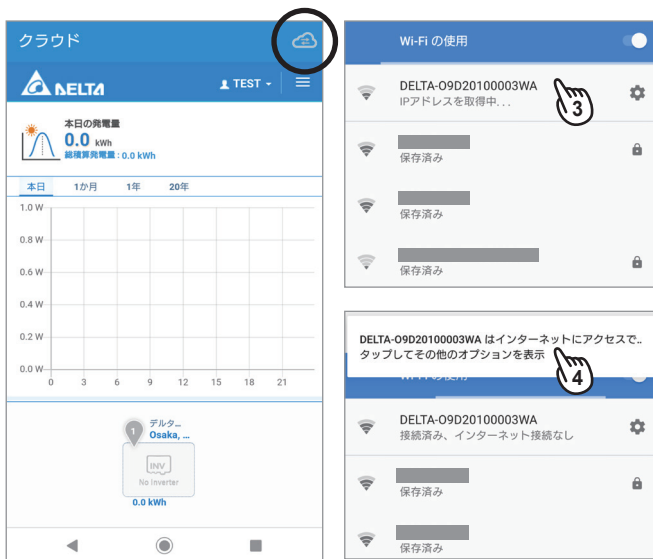 クラウド
DELTA
TEST
本日の発電量
0.0 kWh
総積算発電量 : 0.0 kWh
本日 1か月 1年 20年
1.0 W
0.8 W
0.6 W
0.4 W
0.2 W
0.0 W
0 3 6 9 12 15 18 21
1
デルタ...
Osaka, ...
INV
No Inverter
0.0 kWh
Wi-Fi の使用
DELTA-O9D20100003WA
IPアドレスを取得中...
3
保存済み
保存済み
保存済み
DELTA-O9D20100003WA はインターネットにアクセスで..
タップしてその他のオプションを表示
4
Wi-Fi の使用
DELTA-O9D20100003WA
接続済み、インターネット接続なし
保存済み
保存済み